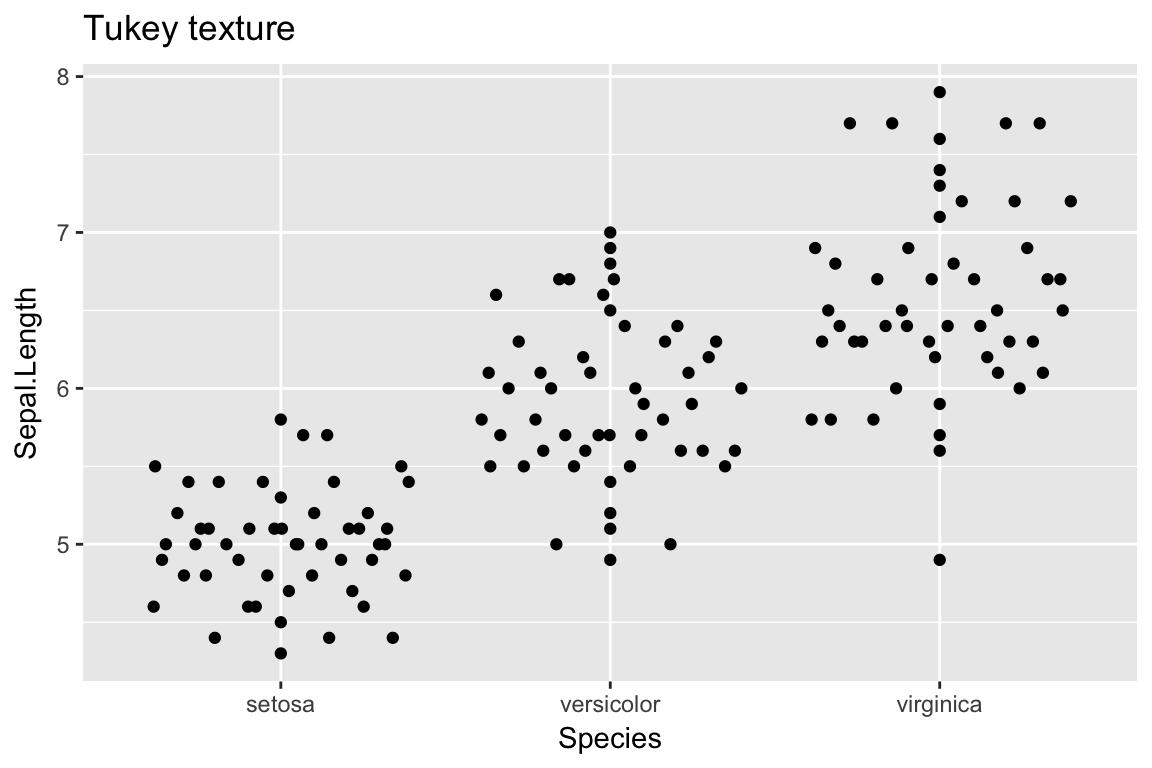 Tukey texture
8
7
6
5
Sepal.Length
setosa
versicolor
virginica
Species